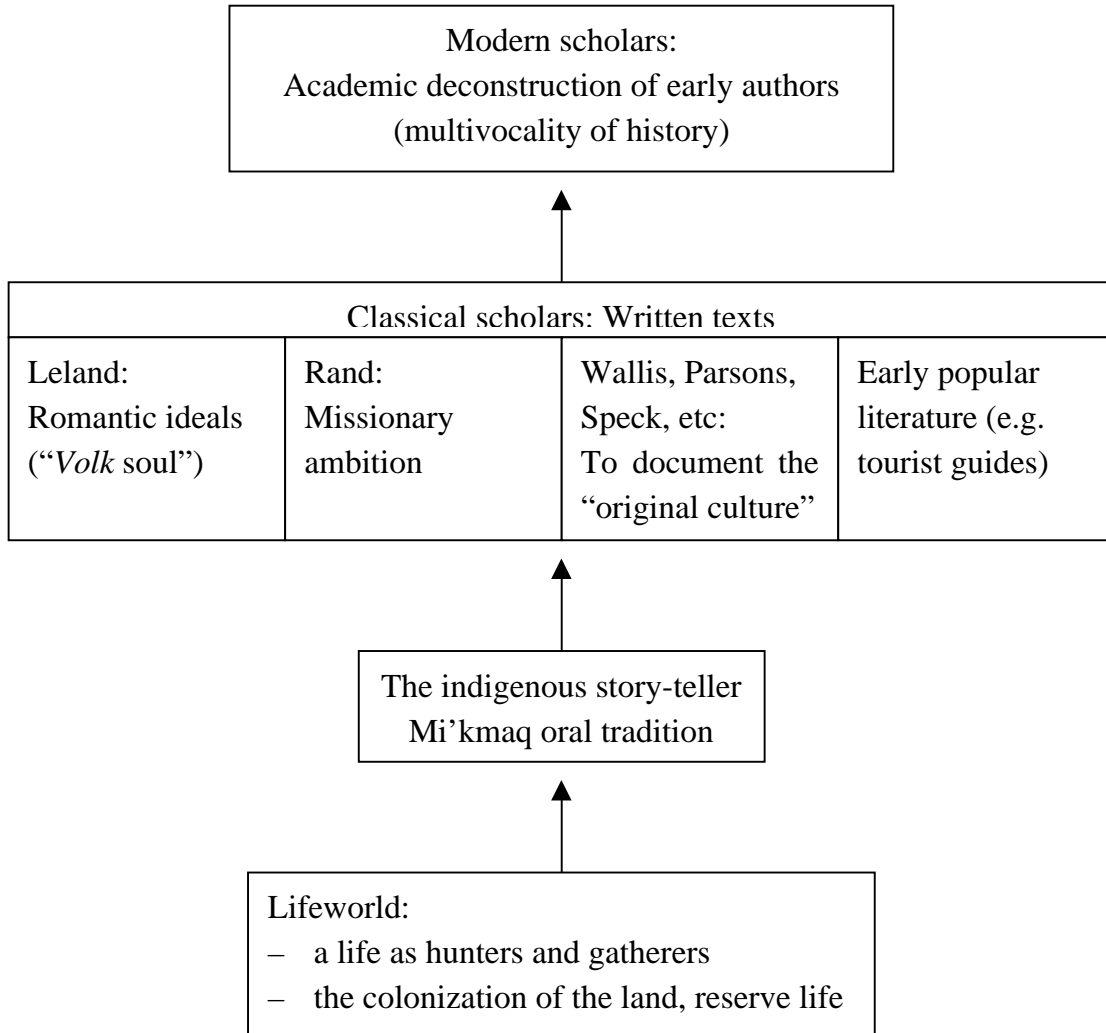 Modern scholars:
Academic deconstruction of early authors
(multivocality of history)
Classical scholars: Written texts
Leland:
Romantic ideals
(“Volk soul”)
Rand:
Missionary
ambition
Wallis, Parsons,
Speck, etc:
To document the
“original culture”
Early popular
literature (e.g.
tourist guides)
The indigenous story-teller
Mi’kmaq oral tradition
Lifeworld:
– a life as hunters and gatherers
– the colonization of the land, reserve life